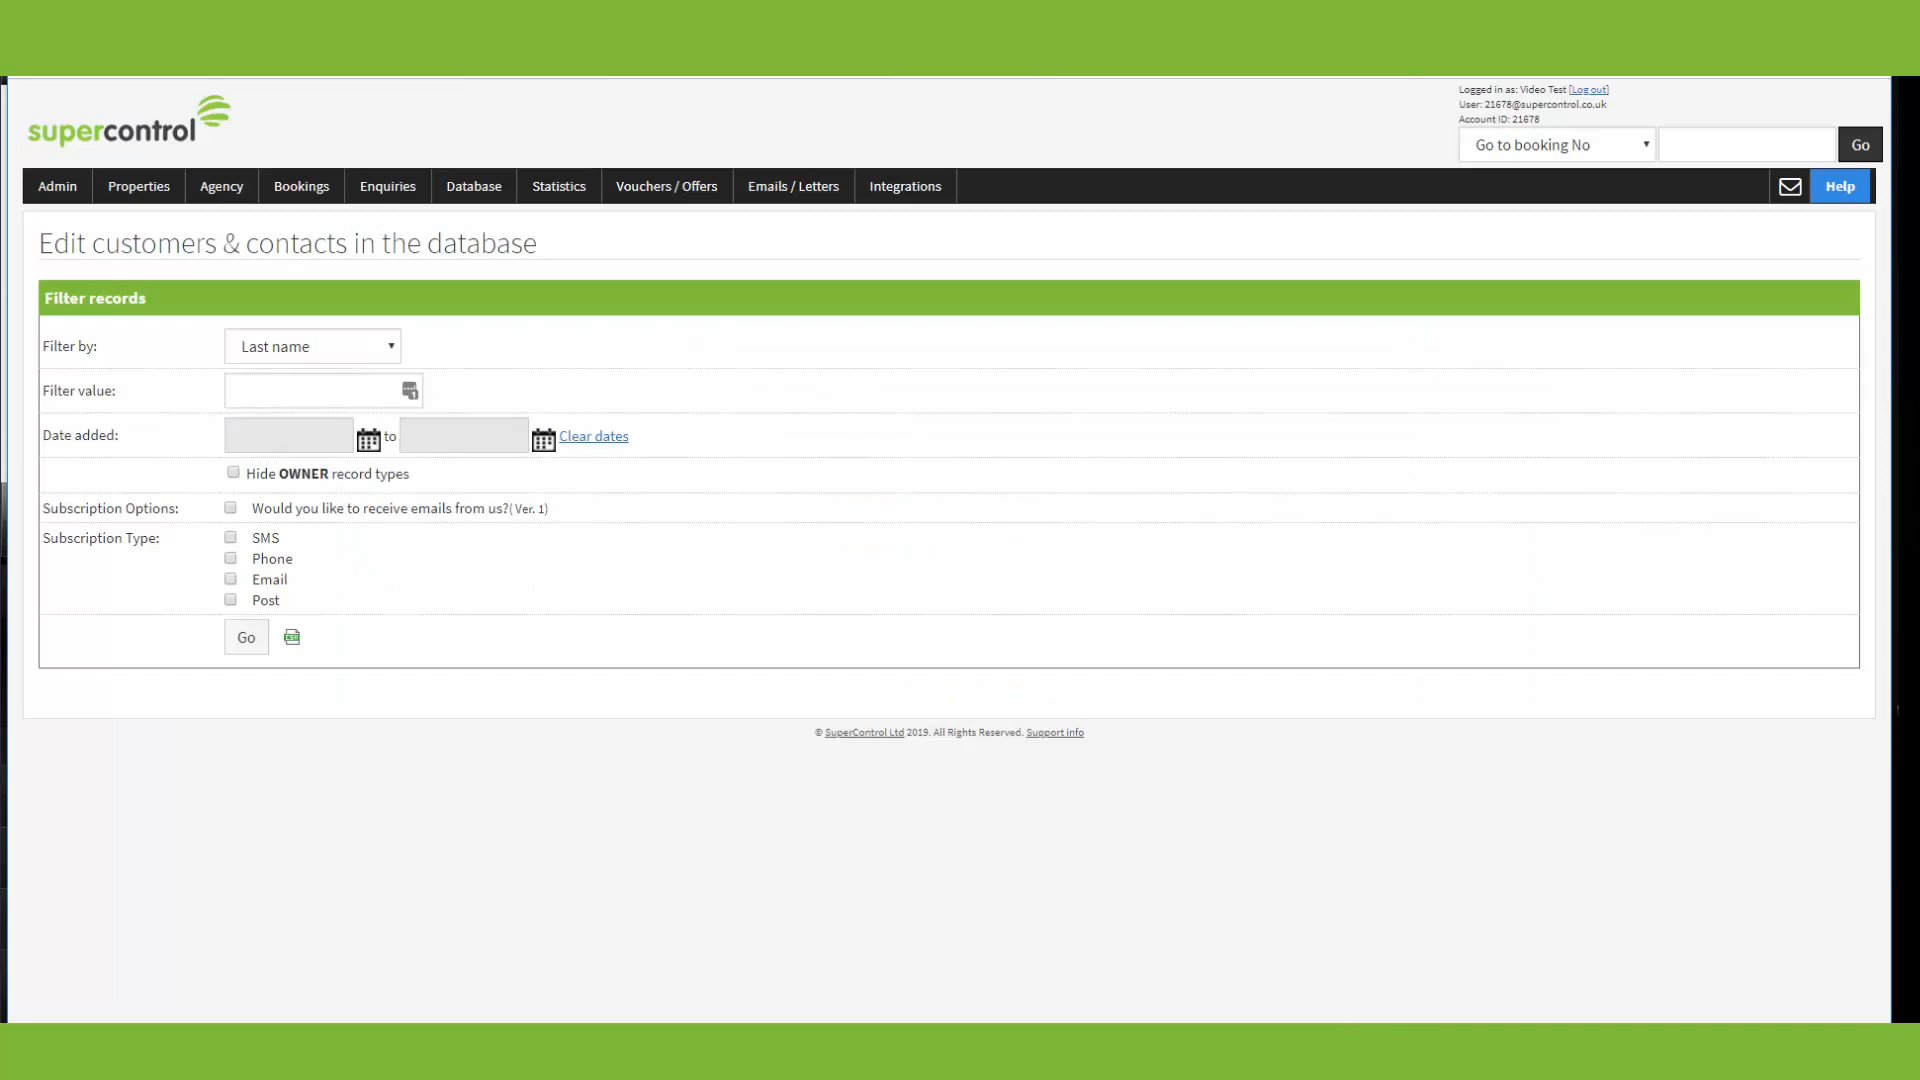 supercontrol
Logged in as: Video Test [Log out]
User: 21678@supercontrol.co.uk
Account ID: 21678
Go to booking No
Go
Admin Properties Agency Bookings Enquiries Database Statistics Vouchers / Offers Emails / Letters Integrations Help
Edit customers & contacts in the database
Filter records
Filter by: Last name
Filter value:
Date added: to Clear dates
Hide OWNER record types
Subscription Options: Would you like to receive emails from us?( Ver. 1)
Subscription Type: SMS
Phone
Email
Post
Go
© SuperControl Ltd 2019. All Rights Reserved. Support info